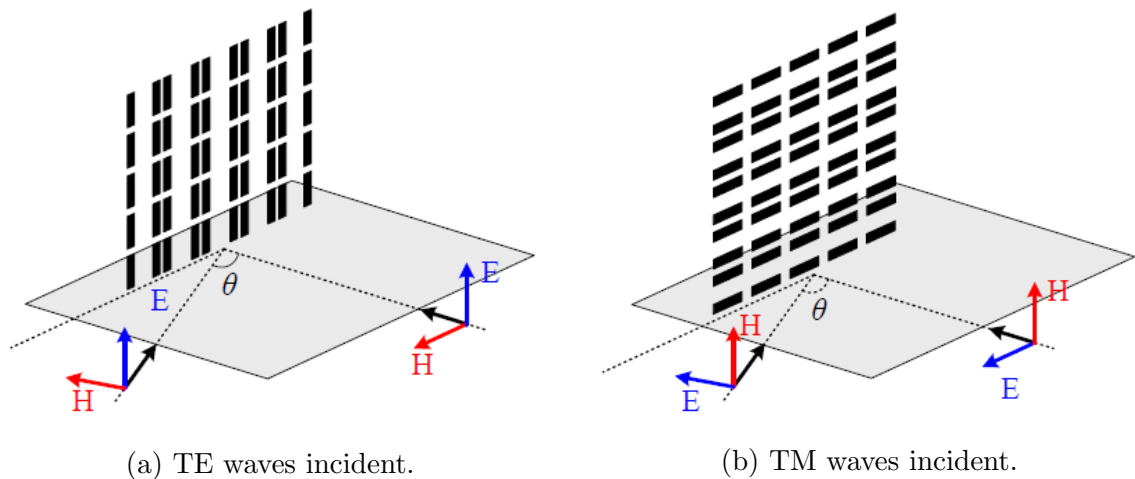 E
E
θ
H
H
(a) TE waves incident.
H
H
θ
E
E
(b) TM waves incident.